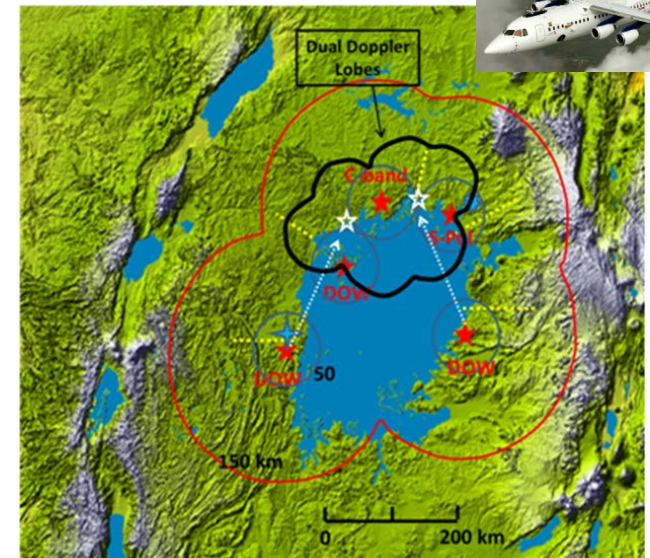 Dual Doppler
Lobes
C-band
S-Pol
DOW
DOW
DOW
50
150 km
0
200 km